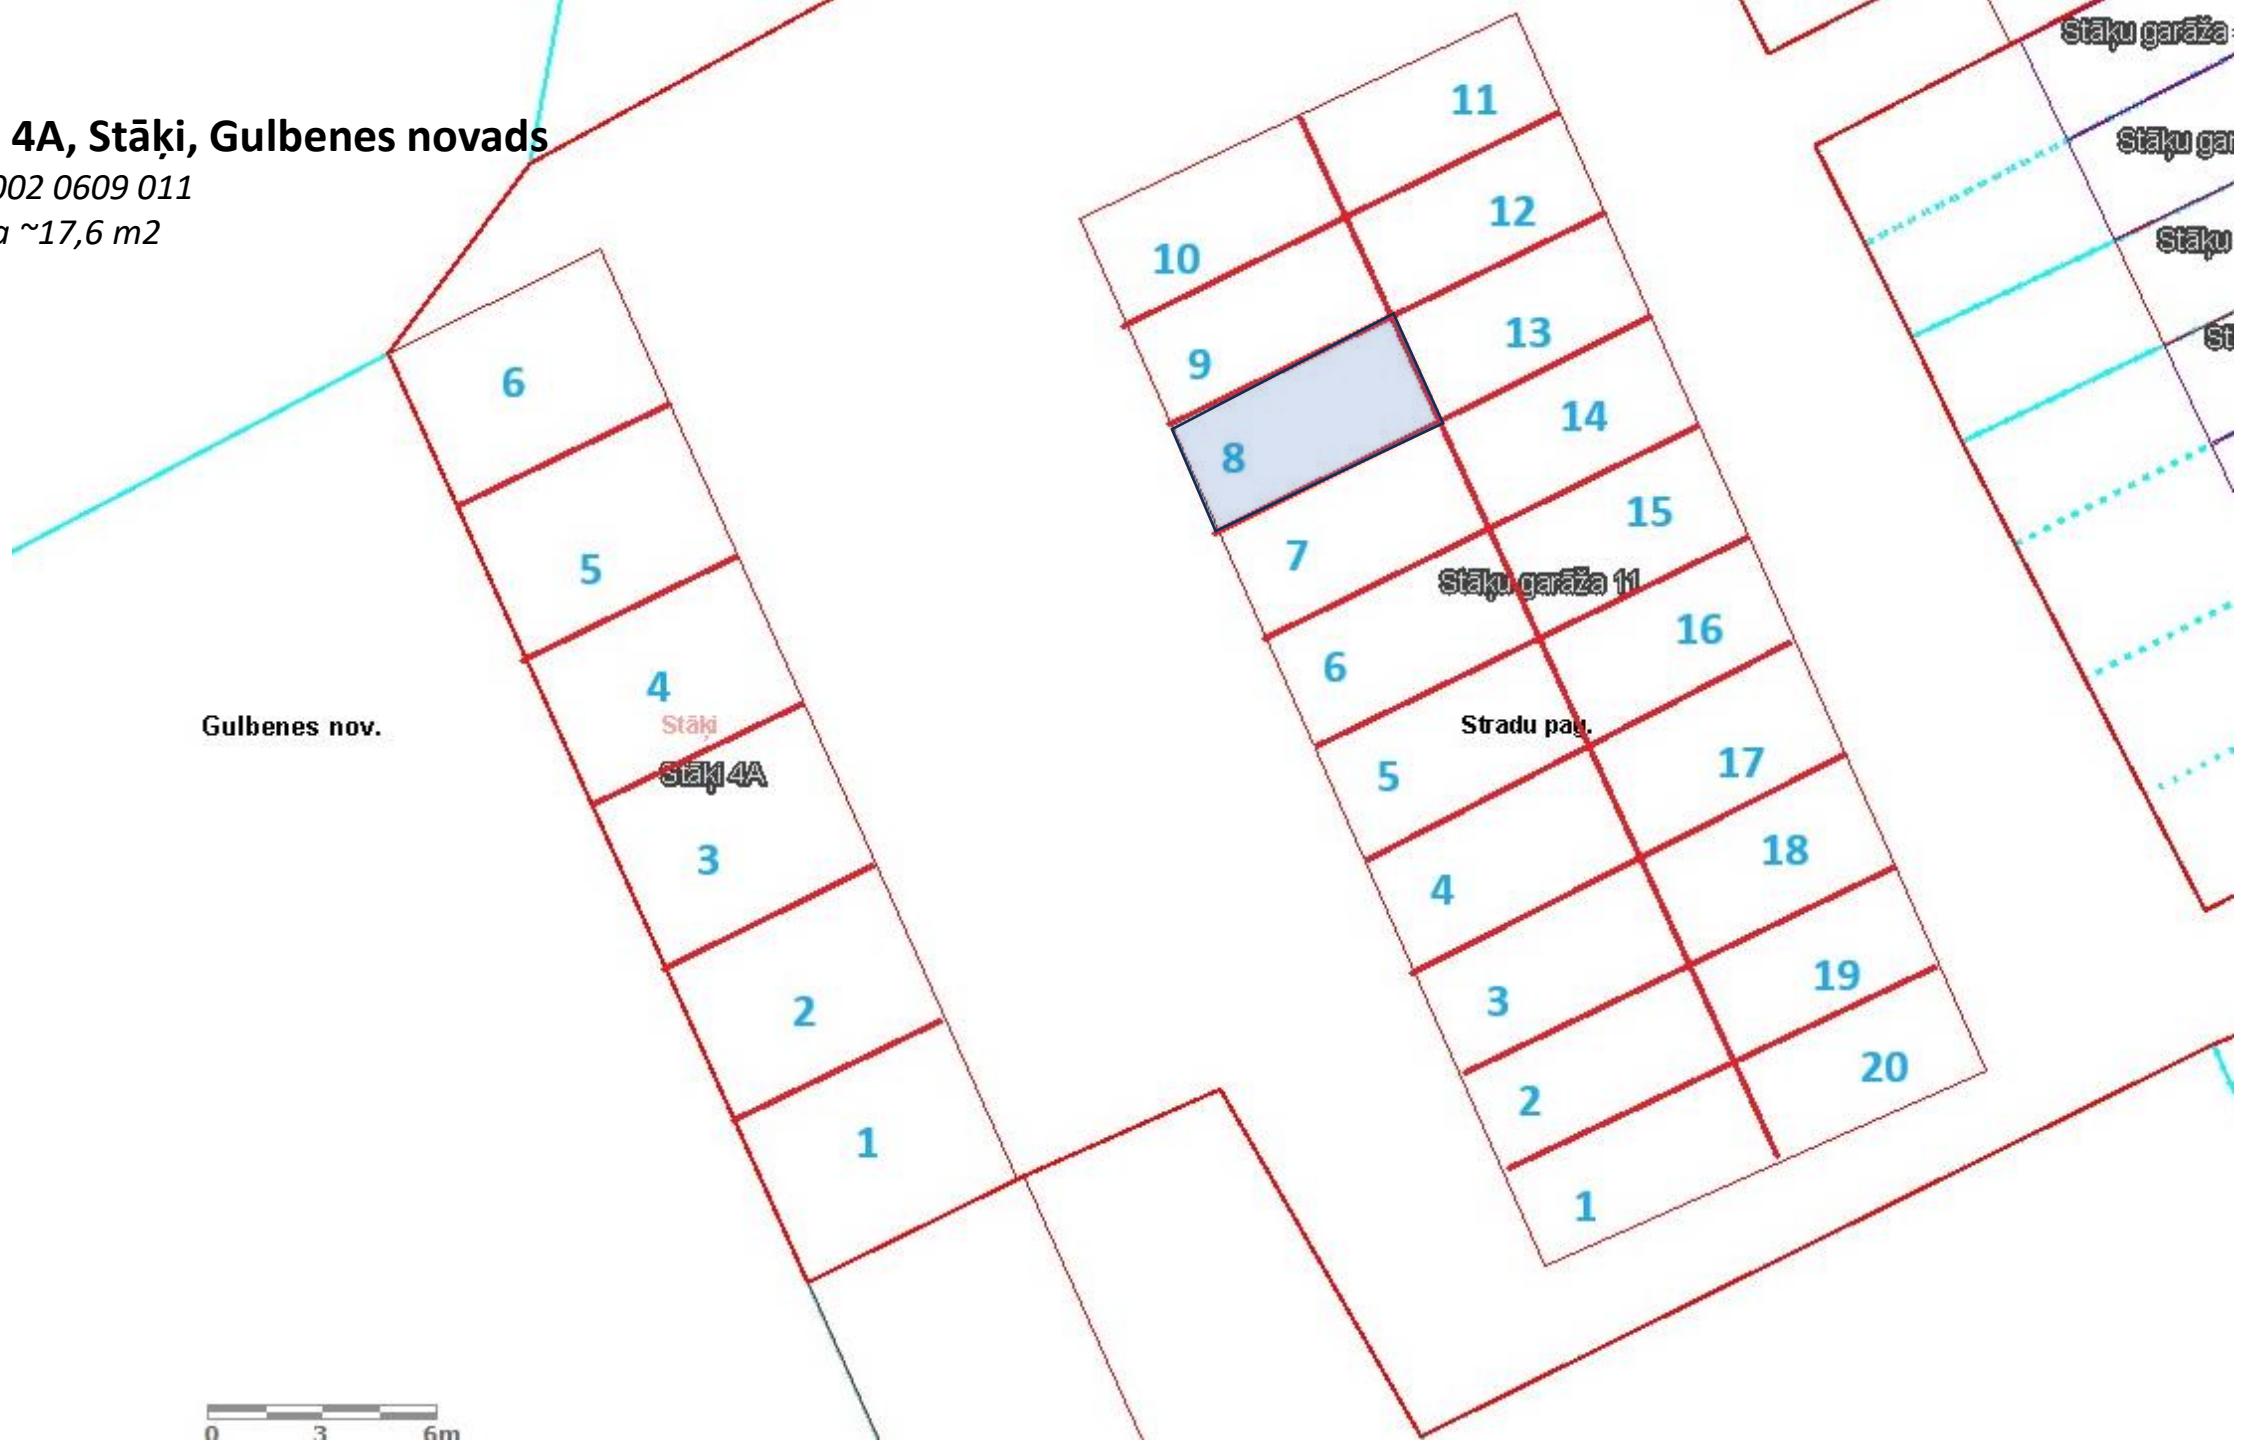 4A, Stāķi, Gulbenes novads
002 0609 011
a ~17,6 m2
Stāķu garāža
Stāķu gar
Stāķu
St
11
12
10
13
9
14
8
15
7
Stāķu garāža 11
16
6
Stradu pag.
17
5
18
4
19
3
20
2
1
6
5
4
Stāķi
Gulbenes nov.
Stāķi 4A
3
2
1
0 3 6m